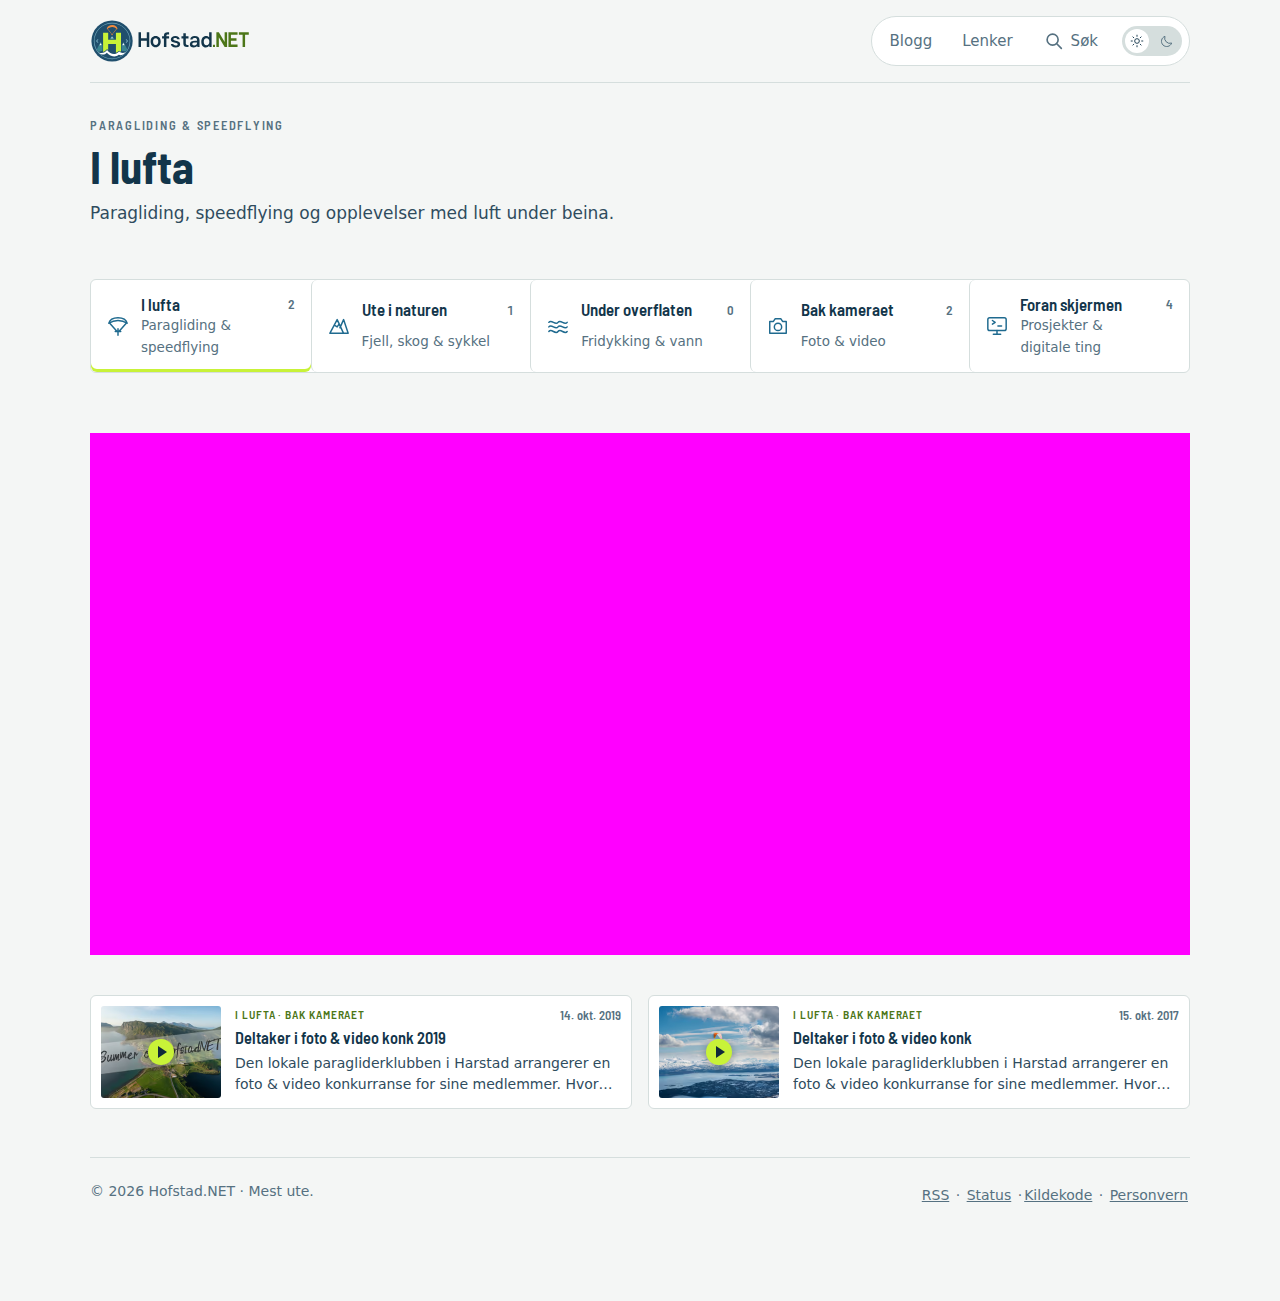 Hofstad.NET
Blogg
Lenker
Søk
PARAGLIDING & SPEEDFLYING
I lufta
Paragliding, speedflying og opplevelser med luft under beina.
I lufta 2
Paragliding &
speedflying
Ute i naturen 1
Fjell, skog & sykkel
Under overflaten 0
Fridykking & vann
Bak kameraet 2
Foto & video
Foran skjermen 4
Prosjekter &
digitale ting
I LUFTA · BAK KAMERAET 14. okt. 2019
Deltaker i foto & video konk 2019
Den lokale paragliderklubben i Harstad arrangerer en
foto & video konkurranse for sine medlemmer. Hvor…
I LUFTA · BAK KAMERAET 15. okt. 2017
Deltaker i foto & video konk
Den lokale paragliderklubben i Harstad arrangerer en
foto & video konkurranse for sine medlemmer. Hvor…
© 2026 Hofstad.NET · Mest ute.
RSS · Status · Kildekode · Personvern